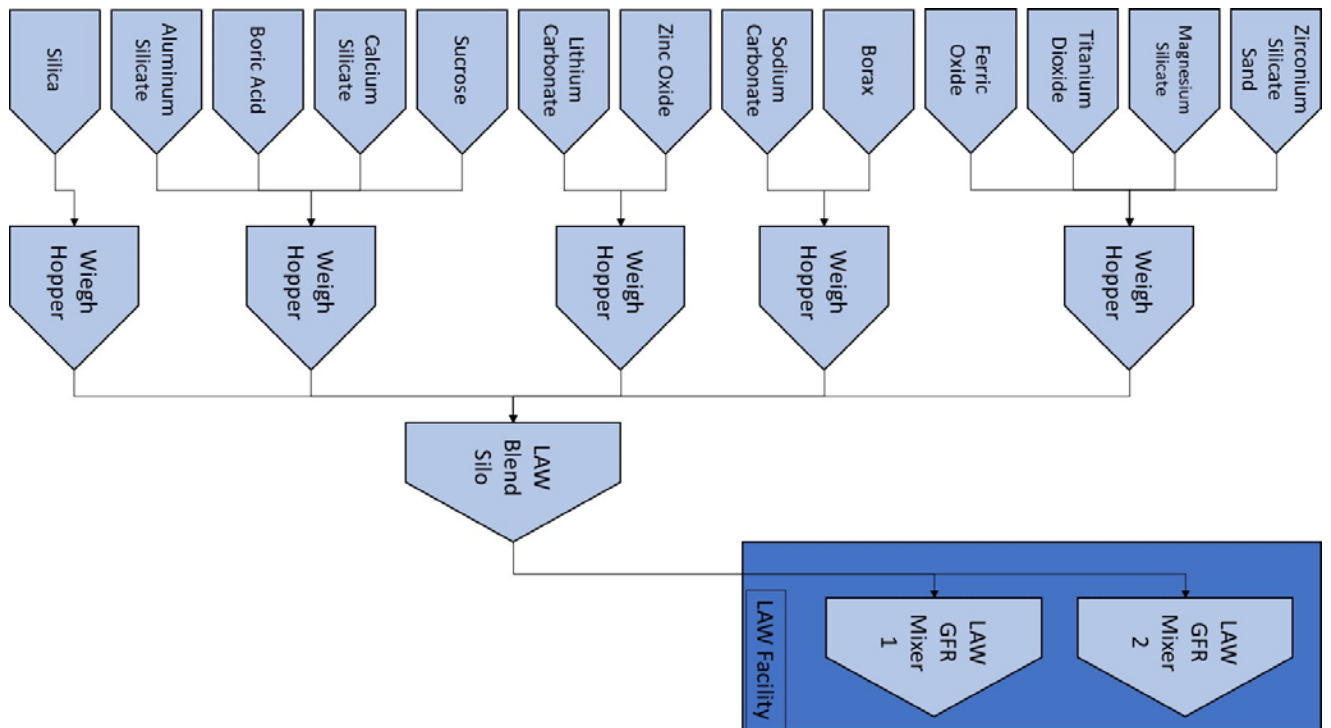 Silica
Aluminum
Silicate
Boric Acid
Calcium
Silicate
Sucrose
Lithium
Carbonate
Zinc Oxide
Sodium
Carbonate
Borax
Ferric
Oxide
Titanium
Dioxide
Magnesium
Silicate
Zirconium
Silicate
Sand
Wiegh
Hopper
Weigh
Hopper
Weigh
Hopper
Weigh
Hopper
Weigh
Hopper
LAW
Blend
Silo
LAW Facility
LAW
GFR
Mixer
1
LAW
GFR
Mixer
2